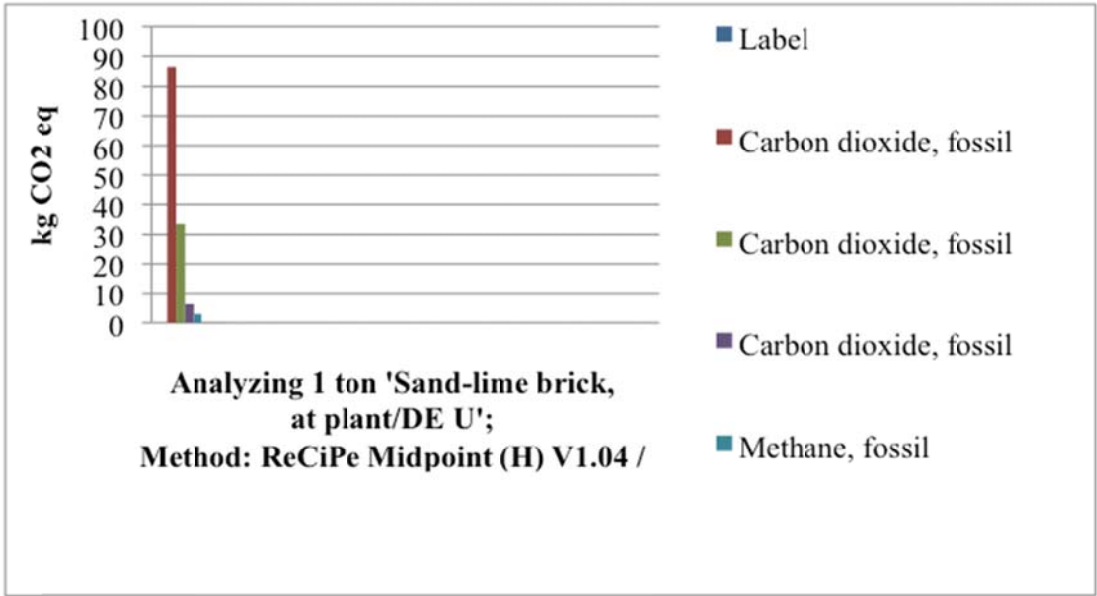 100
90
80
70
60
50
40
30
20
10
0
kg CO2 eq
Analyzing 1 ton 'Sand-lime brick,
at plant/DE U';
Method: ReCiPe Midpoint (H) V1.04 /
Label
Carbon dioxide, fossil
Carbon dioxide, fossil
Carbon dioxide, fossil
Methane, fossil